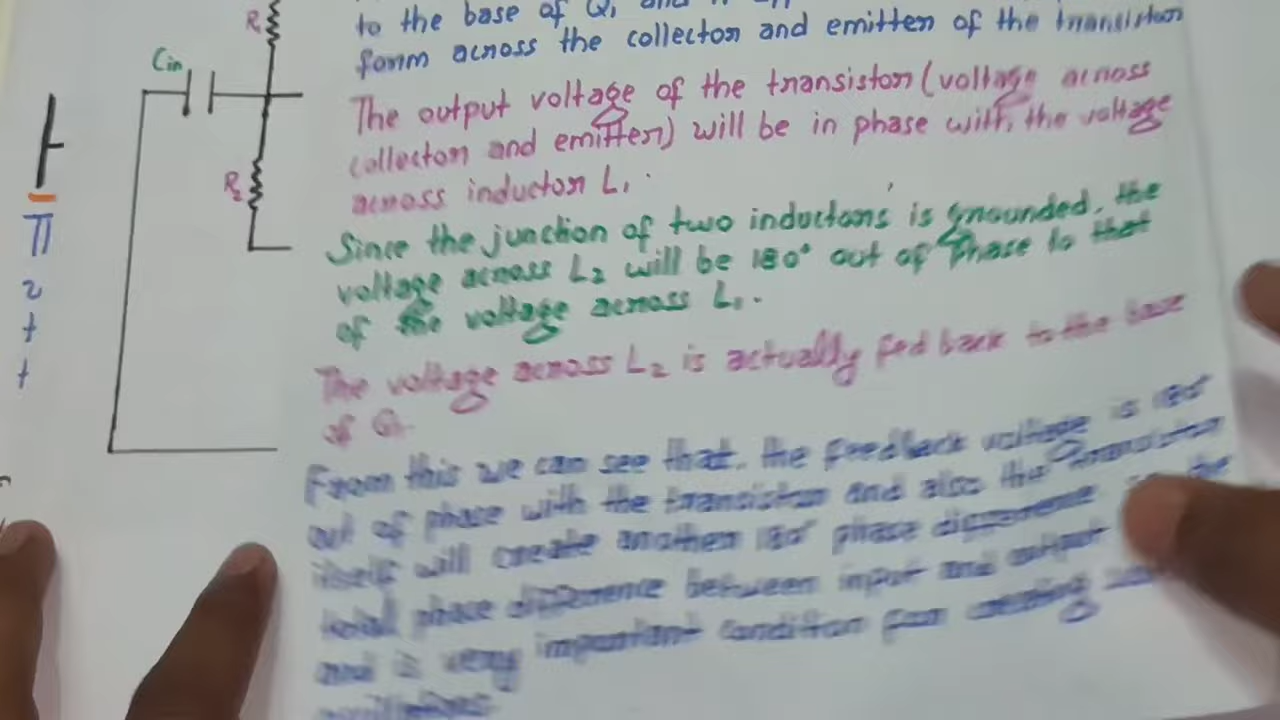 R1
Cin
R2
to the base of Q1 and
form across the collector and emitter of the transistor
The output voltage of the transistor (voltage across
collector and emitter) will be in phase with the voltage
across inductor L1.
Since the junction of two inductors is grounded, the
voltage across L2 will be 180° out of phase to that
of the voltage across L1.
The voltage across L2 is actually fed back to the base
of Q1.
From this we can see that, the feedback voltage is 180°
out of phase with the transistor and also the transistor
itself will create another 180° phase difference the
total phase difference between input and output
and is very important condition for creating
oscillations.